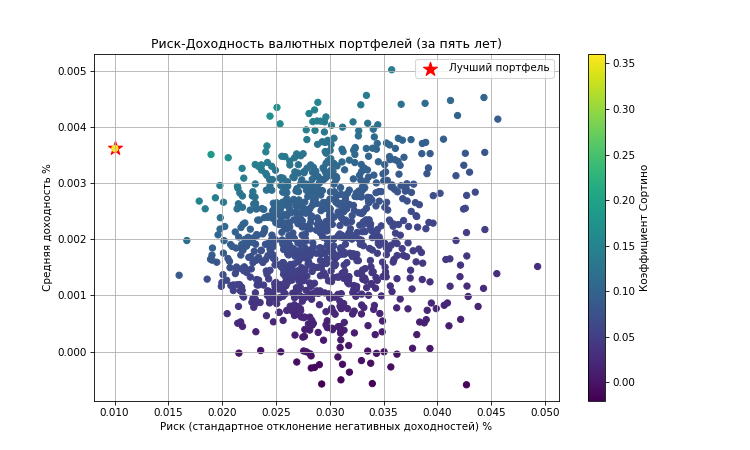 Риск-Доходность валютных портфелей (за пять лет)
Лучший портфель
Средняя доходность %
0.005
0.004
0.003
0.002
0.001
0.000
0.010 0.015 0.020 0.025 0.030 0.035 0.040 0.045 0.050
Риск (стандартное отклонение негативных доходностей) %
0.35
0.30
0.25
0.20
0.15
0.10
0.05
0.00
Коэффициент Сортино